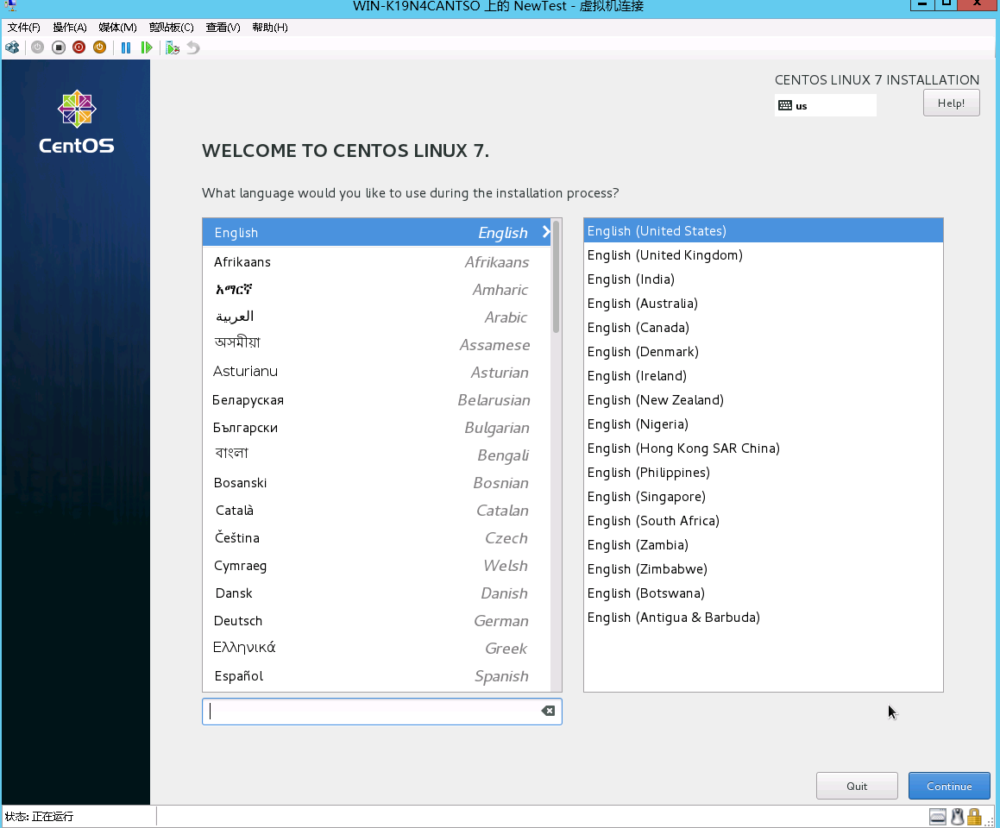 WIN-K19N4CANTSO 上的 NewTest - 虚拟机连接
文件(F) 操作(A) 媒体(M) 剪贴板(C) 查看(V) 帮助(H)
CentOS
CENTOS LINUX 7 INSTALLATION
us
Help!
WELCOME TO CENTOS LINUX 7.
What language would you like to use during the installation process?
English English
Afrikaans Afrikaans
አማርኛ Amharic
العربية Arabic
অসমীয়া Assamese
Asturianu Asturian
Беларуская Belarusian
Български Bulgarian
বাংলা Bengali
Bosanski Bosnian
Català Catalan
Čeština Czech
Cymraeg Welsh
Dansk Danish
Deutsch German
Ελληνικά Greek
Español Spanish
English (United States)
English (United Kingdom)
English (India)
English (Australia)
English (Canada)
English (Denmark)
English (Ireland)
English (New Zealand)
English (Nigeria)
English (Hong Kong SAR China)
English (Philippines)
English (Singapore)
English (South Africa)
English (Zambia)
English (Zimbabwe)
English (Botswana)
English (Antigua & Barbuda)
Quit
Continue
状态: 正在运行